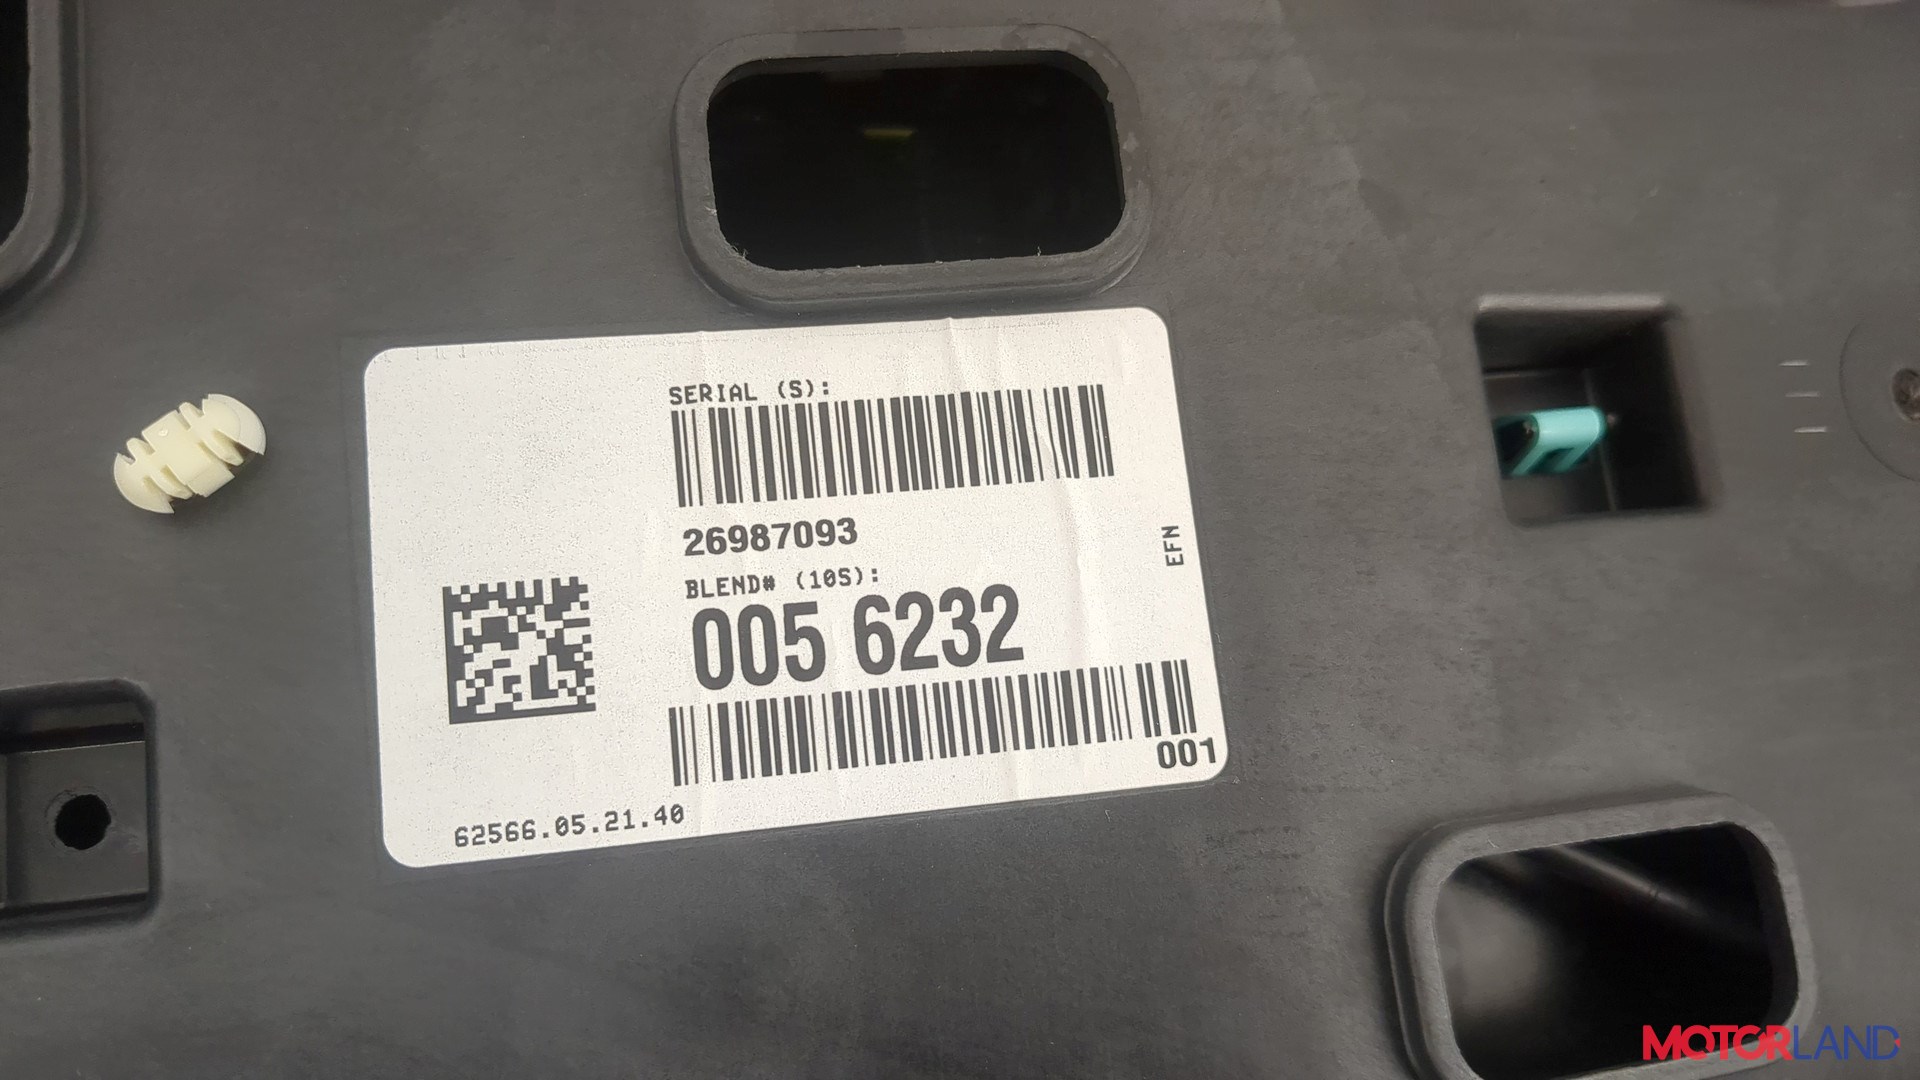 SERIAL (S):
26987093
BLEND# (10S):
005 6232
EFN
001
62566.05.21.40
MOTORLAND